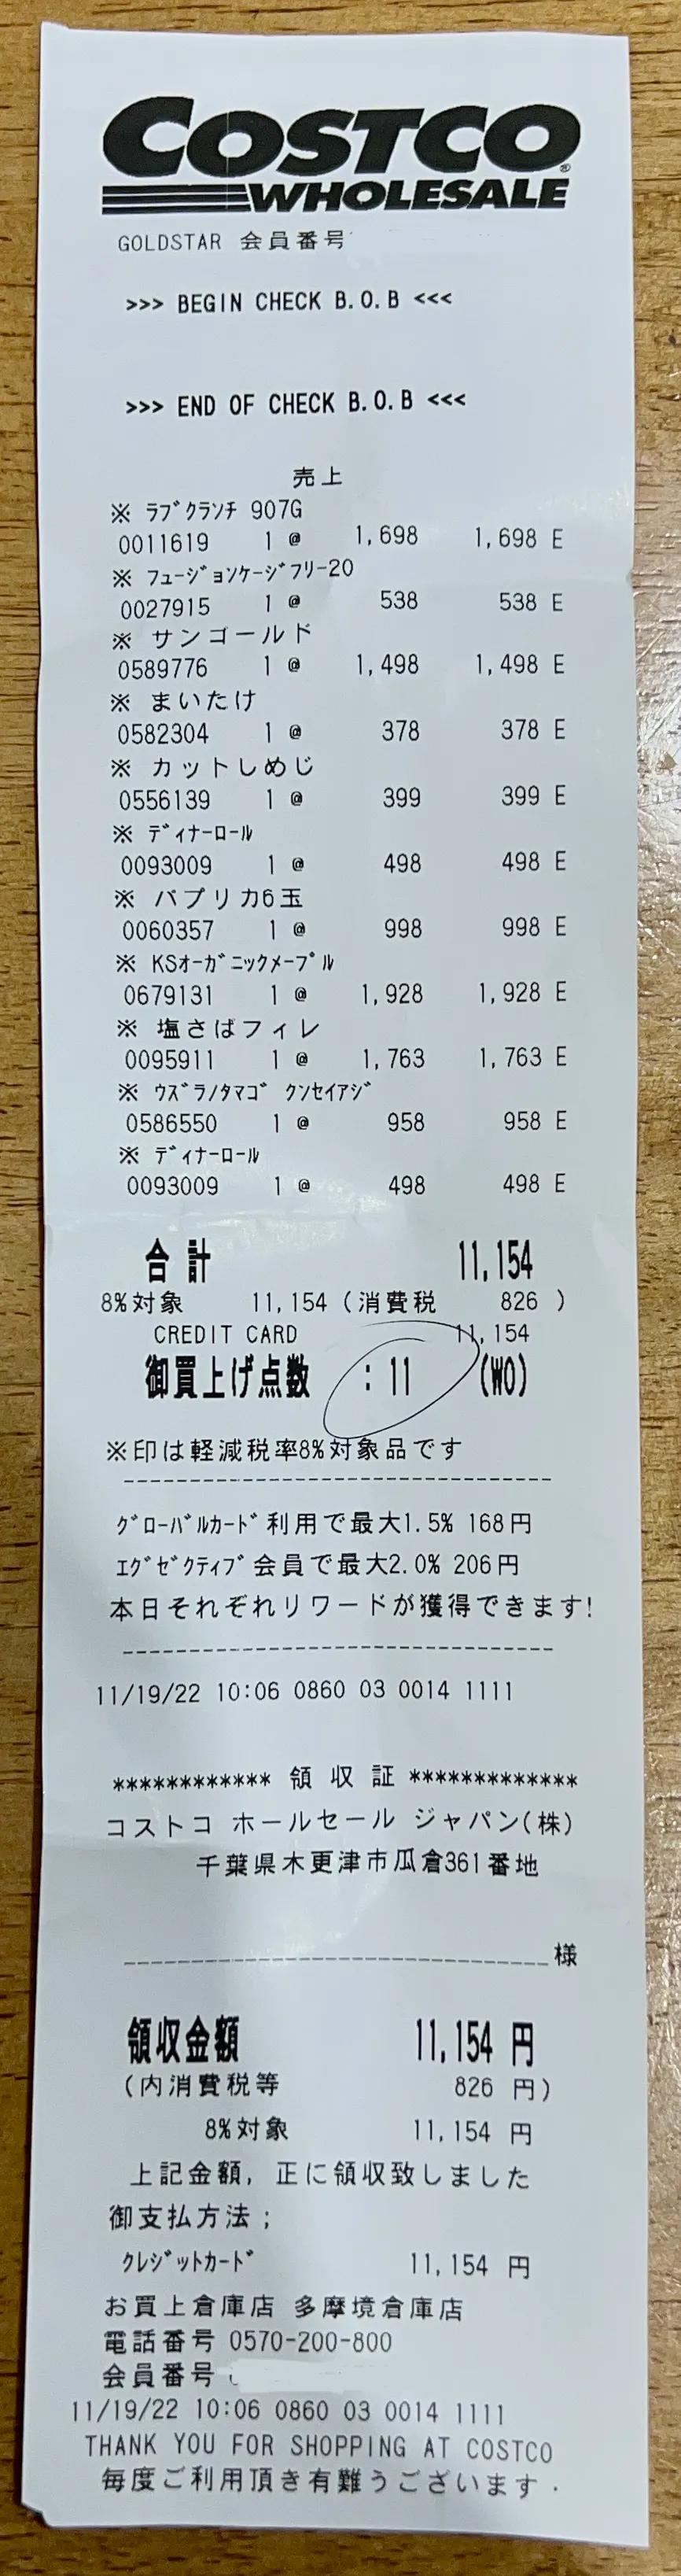 COSTCO
WHOLESALE
GOLDSTAR 会員番号
>>> BEGIN CHECK B.O.B <<<
>>> END OF CHECK B.O.B <<<
売上
※ ﾗﾌﾞｸﾗﾝﾁ 907G
0011619 1 @ 1,698 1,698 E
※ ﾌｭｰｼﾞｮﾝｹｰｼﾞﾌﾘｰ20
0027915 1 @ 538 538 E
※ サンゴールド
0589776 1 @ 1,498 1,498 E
※ まいたけ
0582304 1 @ 378 378 E
※ カットしめじ
0556139 1 @ 399 399 E
※ ﾃﾞｨﾅｰﾛｰﾙ
0093009 1 @ 498 498 E
※ パプリカ6玉
0060357 1 @ 998 998 E
※ KSｵｰｶﾞﾆｯｸﾒｰﾌﾟﾙ
0679131 1 @ 1,928 1,928 E
※ 塩さばフィレ
0095911 1 @ 1,763 1,763 E
※ ｳｽﾞﾗﾉﾀﾏｺﾞ ｸﾝｾｲｱｼﾞ
0586550 1 @ 958 958 E
※ ﾃﾞｨﾅｰﾛｰﾙ
0093009 1 @ 498 498 E
合計 11,154
8%対象 11,154 (消費税 826 )
CREDIT CARD 11,154
御買上げ点数 : 11 (WO)
※印は軽減税率8%対象品です
--------------------------------
ｸﾞﾛｰﾊﾞﾙｶｰﾄﾞ利用で最大1.5% 168円
ｴｸﾞｾﾞｸﾃｨﾌﾞ会員で最大2.0% 206円
本日それぞれリワードが獲得できます!
--------------------------------
11/19/22 10:06 0860 03 0014 1111
************ 領 収 証 *************
コストコ ホールセール ジャパン(株)
千葉県木更津市瓜倉361番地
様
領収金額 11,154 円
(内消費税等 826 円)
8%対象 11,154 円
上記金額, 正に領収致しました
御支払方法;
ｸﾚｼﾞｯﾄｶｰﾄﾞ 11,154 円
お買上倉庫店 多摩境倉庫店
電話番号 0570-200-800
会員番号
11/19/22 10:06 0860 03 0014 1111
THANK YOU FOR SHOPPING AT COSTCO
毎度ご利用頂き有難うございます.